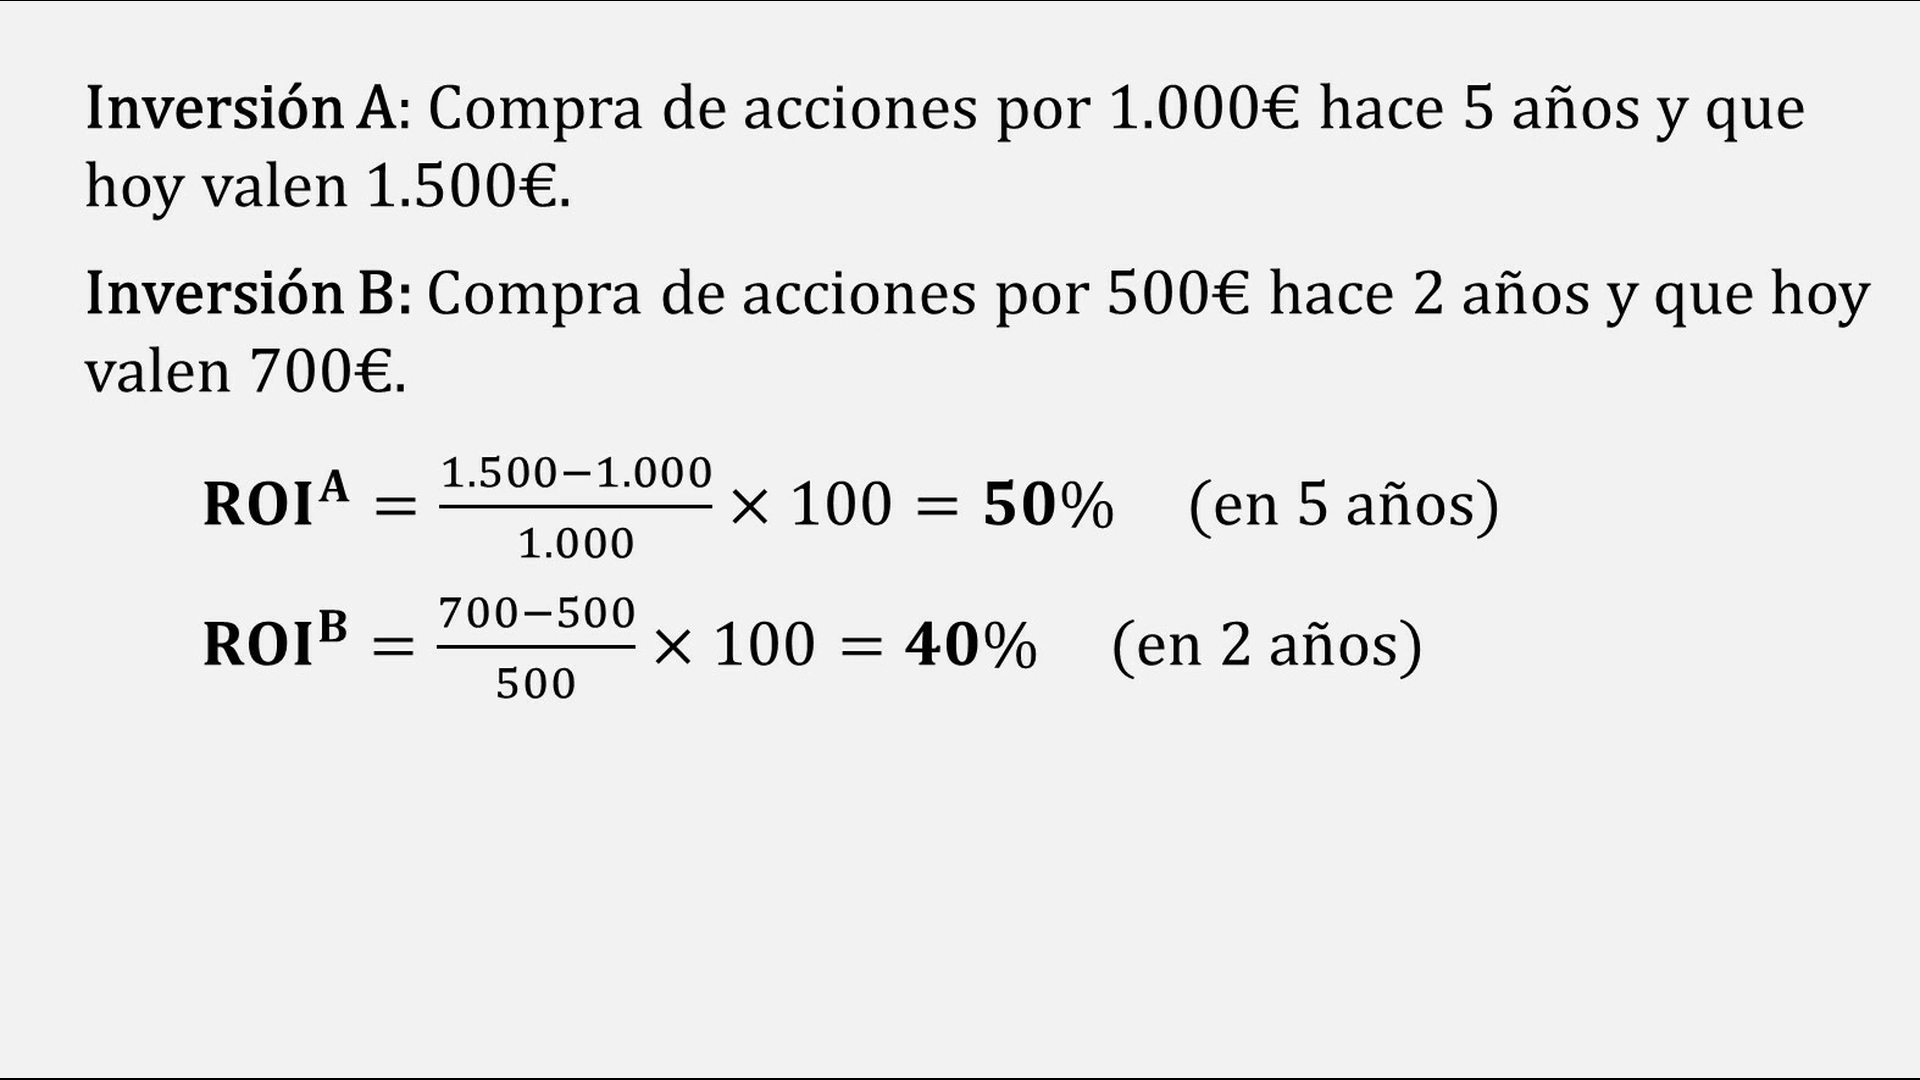 Inversión A: Compra de acciones por 1.000€ hace 5 años y que
hoy valen 1.500€.
Inversión B: Compra de acciones por 500€ hace 2 años y que hoy
valen 700€.
ROIᴬ = (1.500−1.000)/1.000 × 100 = 50% (en 5 años)
ROIᴮ = (700−500)/500 × 100 = 40% (en 2 años)